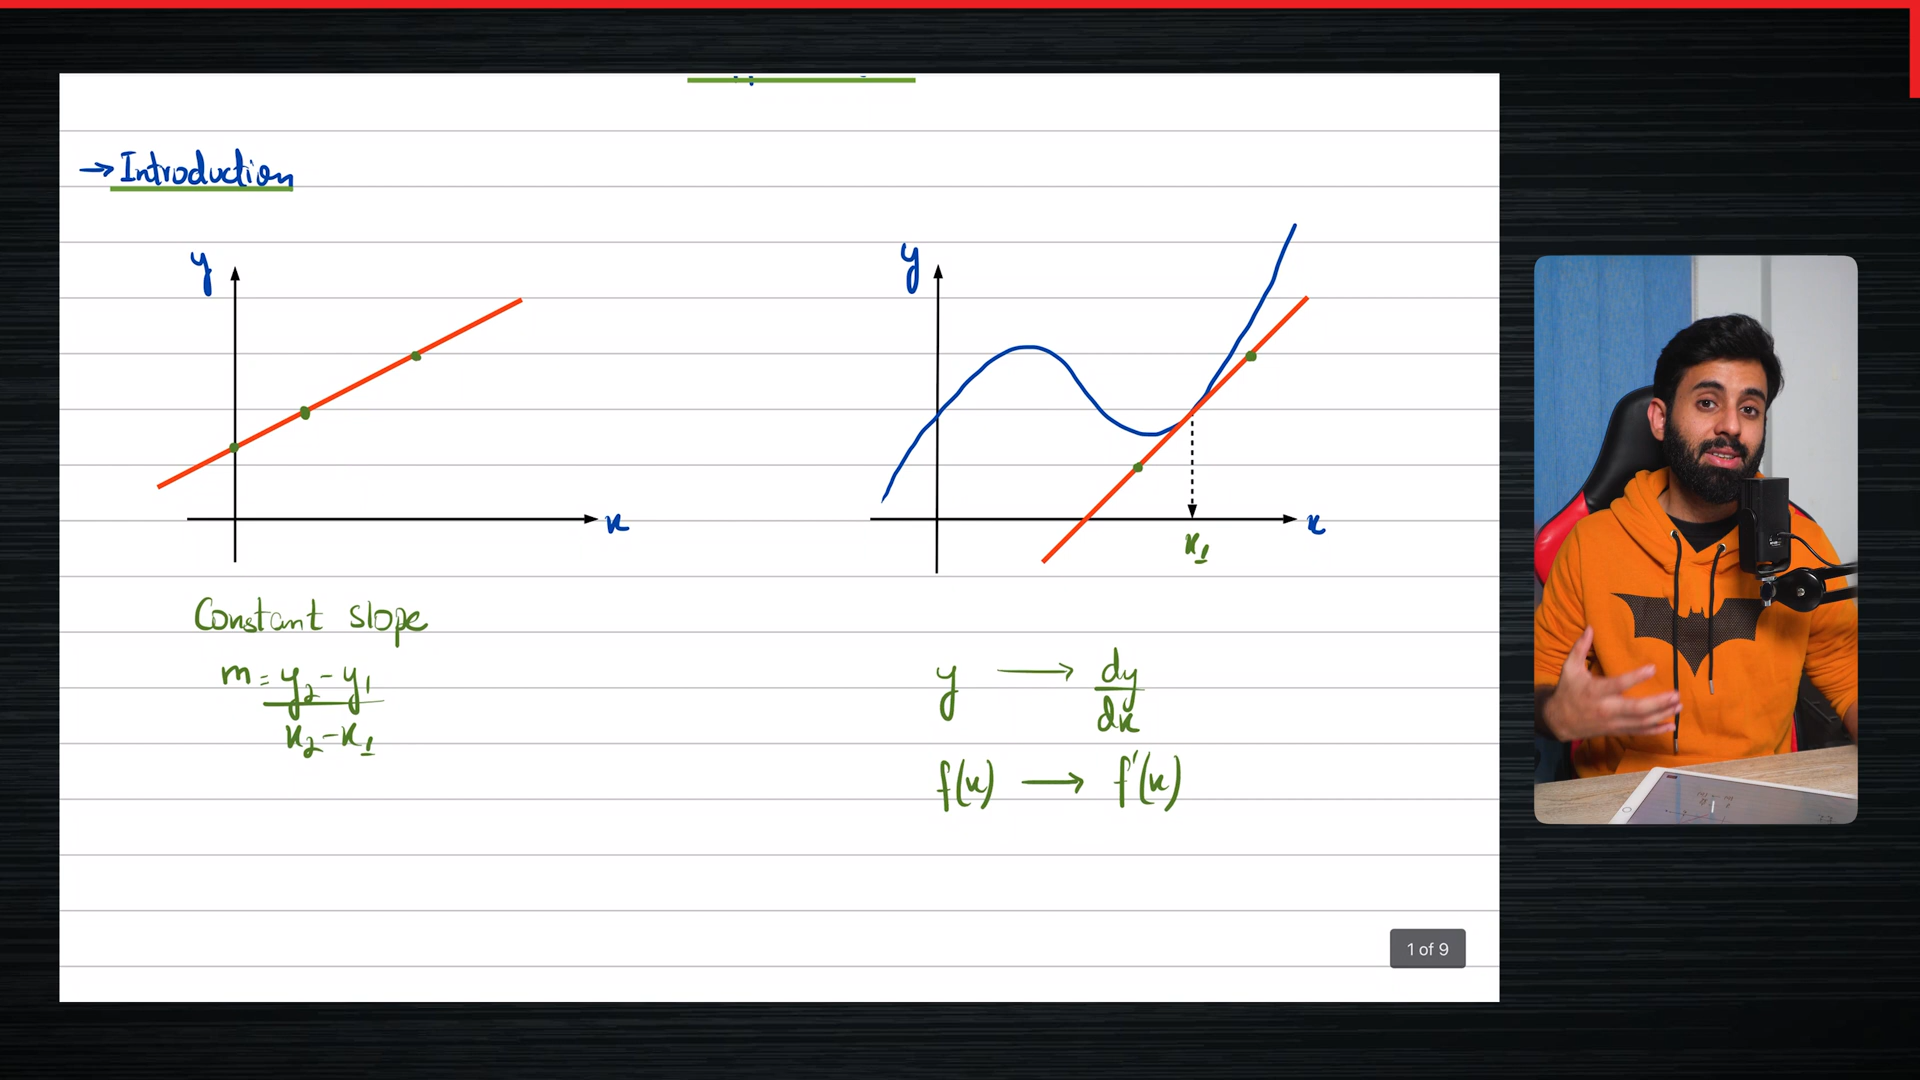 → Introduction
y
x
y
x
x₁
Constant slope
m = y₂ - y₁
x₂ - x₁
y → dy
dx
f(x) → f'(x)
1 of 9